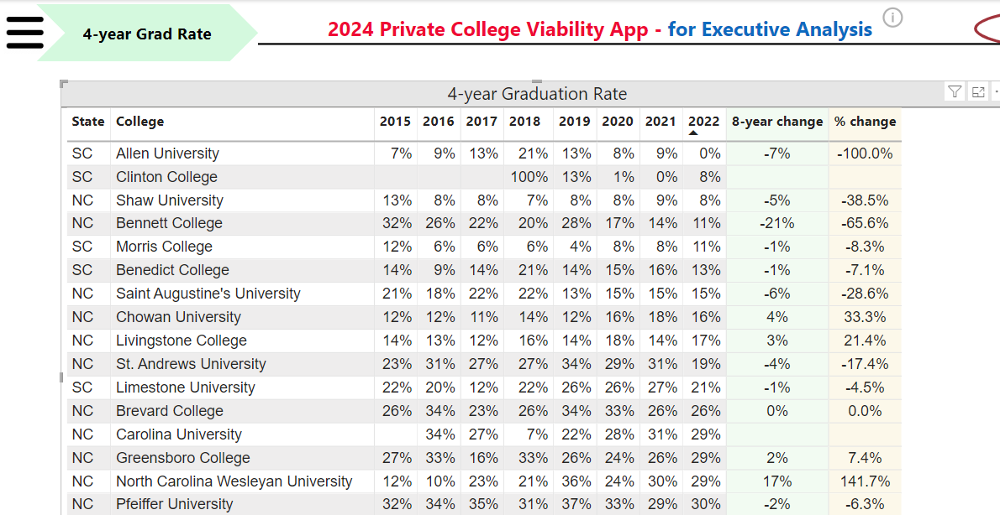 4-year Grad Rate
2024 Private College Viability App - for Executive Analysis
i
4-year Graduation Rate
State College 2015 2016 2017 2018 2019 2020 2021 2022 8-year change % change
SC Allen University 7% 9% 13% 21% 13% 8% 9% 0% -7% -100.0%
SC Clinton College 100% 13% 1% 0% 8%
NC Shaw University 13% 8% 8% 7% 8% 8% 9% 8% -5% -38.5%
NC Bennett College 32% 26% 22% 20% 28% 17% 14% 11% -21% -65.6%
SC Morris College 12% 6% 6% 6% 4% 8% 8% 11% -1% -8.3%
SC Benedict College 14% 9% 14% 21% 14% 15% 16% 13% -1% -7.1%
NC Saint Augustine's University 21% 18% 22% 22% 13% 15% 15% 15% -6% -28.6%
NC Chowan University 12% 12% 11% 14% 12% 16% 18% 16% 4% 33.3%
NC Livingstone College 14% 13% 12% 16% 14% 18% 14% 17% 3% 21.4%
NC St. Andrews University 23% 31% 27% 27% 34% 29% 31% 19% -4% -17.4%
SC Limestone University 22% 20% 12% 22% 26% 26% 27% 21% -1% -4.5%
NC Brevard College 26% 34% 23% 26% 34% 33% 26% 26% 0% 0.0%
NC Carolina University 34% 27% 7% 22% 28% 31% 29%
NC Greensboro College 27% 33% 16% 33% 26% 24% 26% 29% 2% 7.4%
NC North Carolina Wesleyan University 12% 10% 23% 21% 36% 24% 30% 29% 17% 141.7%
NC Pfeiffer University 32% 34% 35% 31% 37% 33% 29% 30% -2% -6.3%